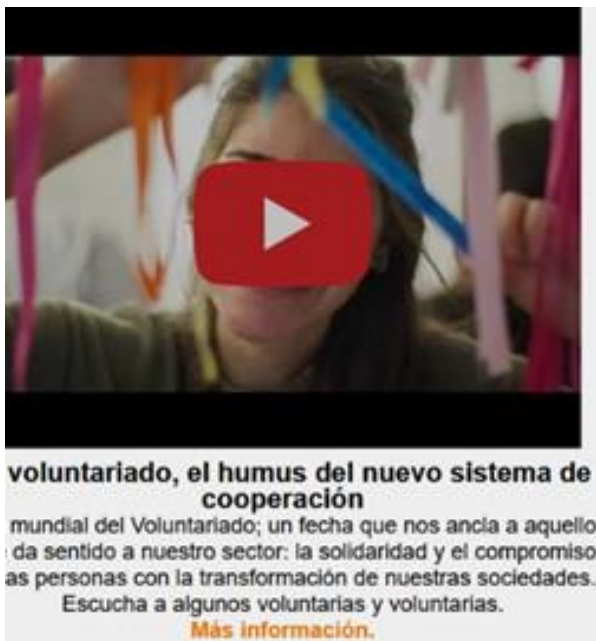 voluntariado, el humus del nuevo sistema de
cooperación
mundial del Voluntariado; un fecha que nos ancla a aquello
da sentido a nuestro sector: la solidaridad y el compromiso
as personas con la transformación de nuestras sociedades.
Escucha a algunos voluntarias y voluntarias.
Más información.